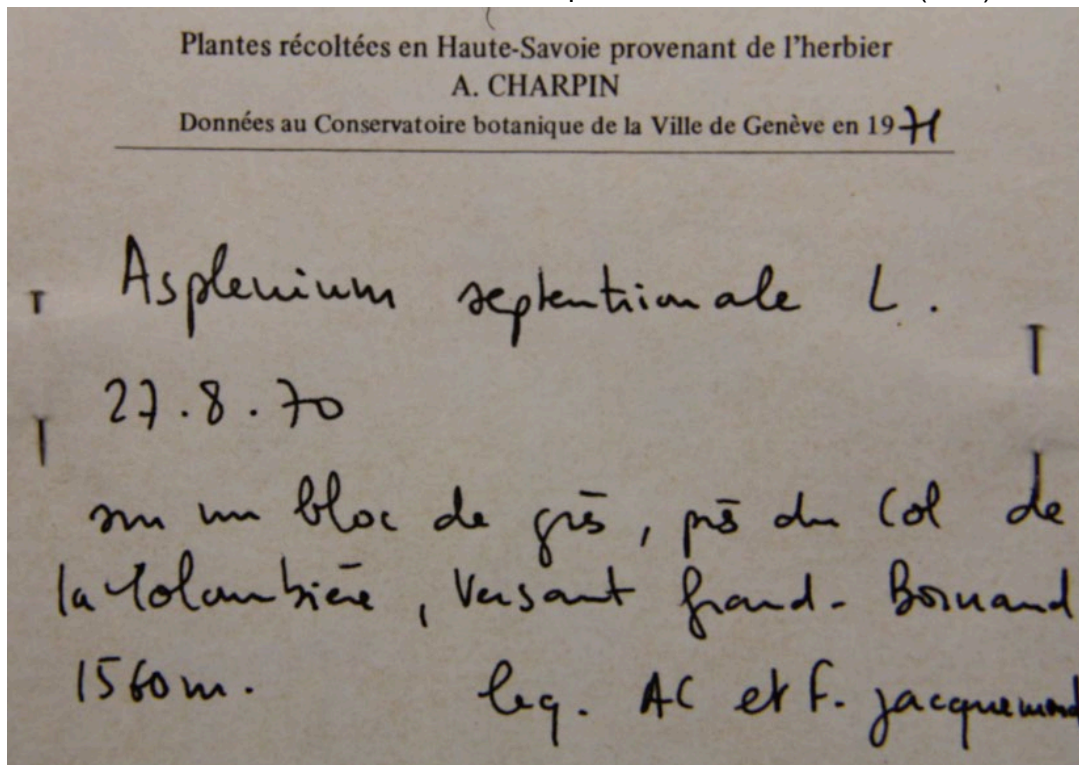 Plantes récoltées en Haute-Savoie provenant de l'herbier
A. CHARPIN
Données au Conservatoire botanique de la Ville de Genève en 1971
Asplenium septentrionale L.
27.8.70
sur un bloc de grès, près du Col de
la Colombière, Versant Grand-Bornand
1560m. leg. AC et F. Jacquemoud